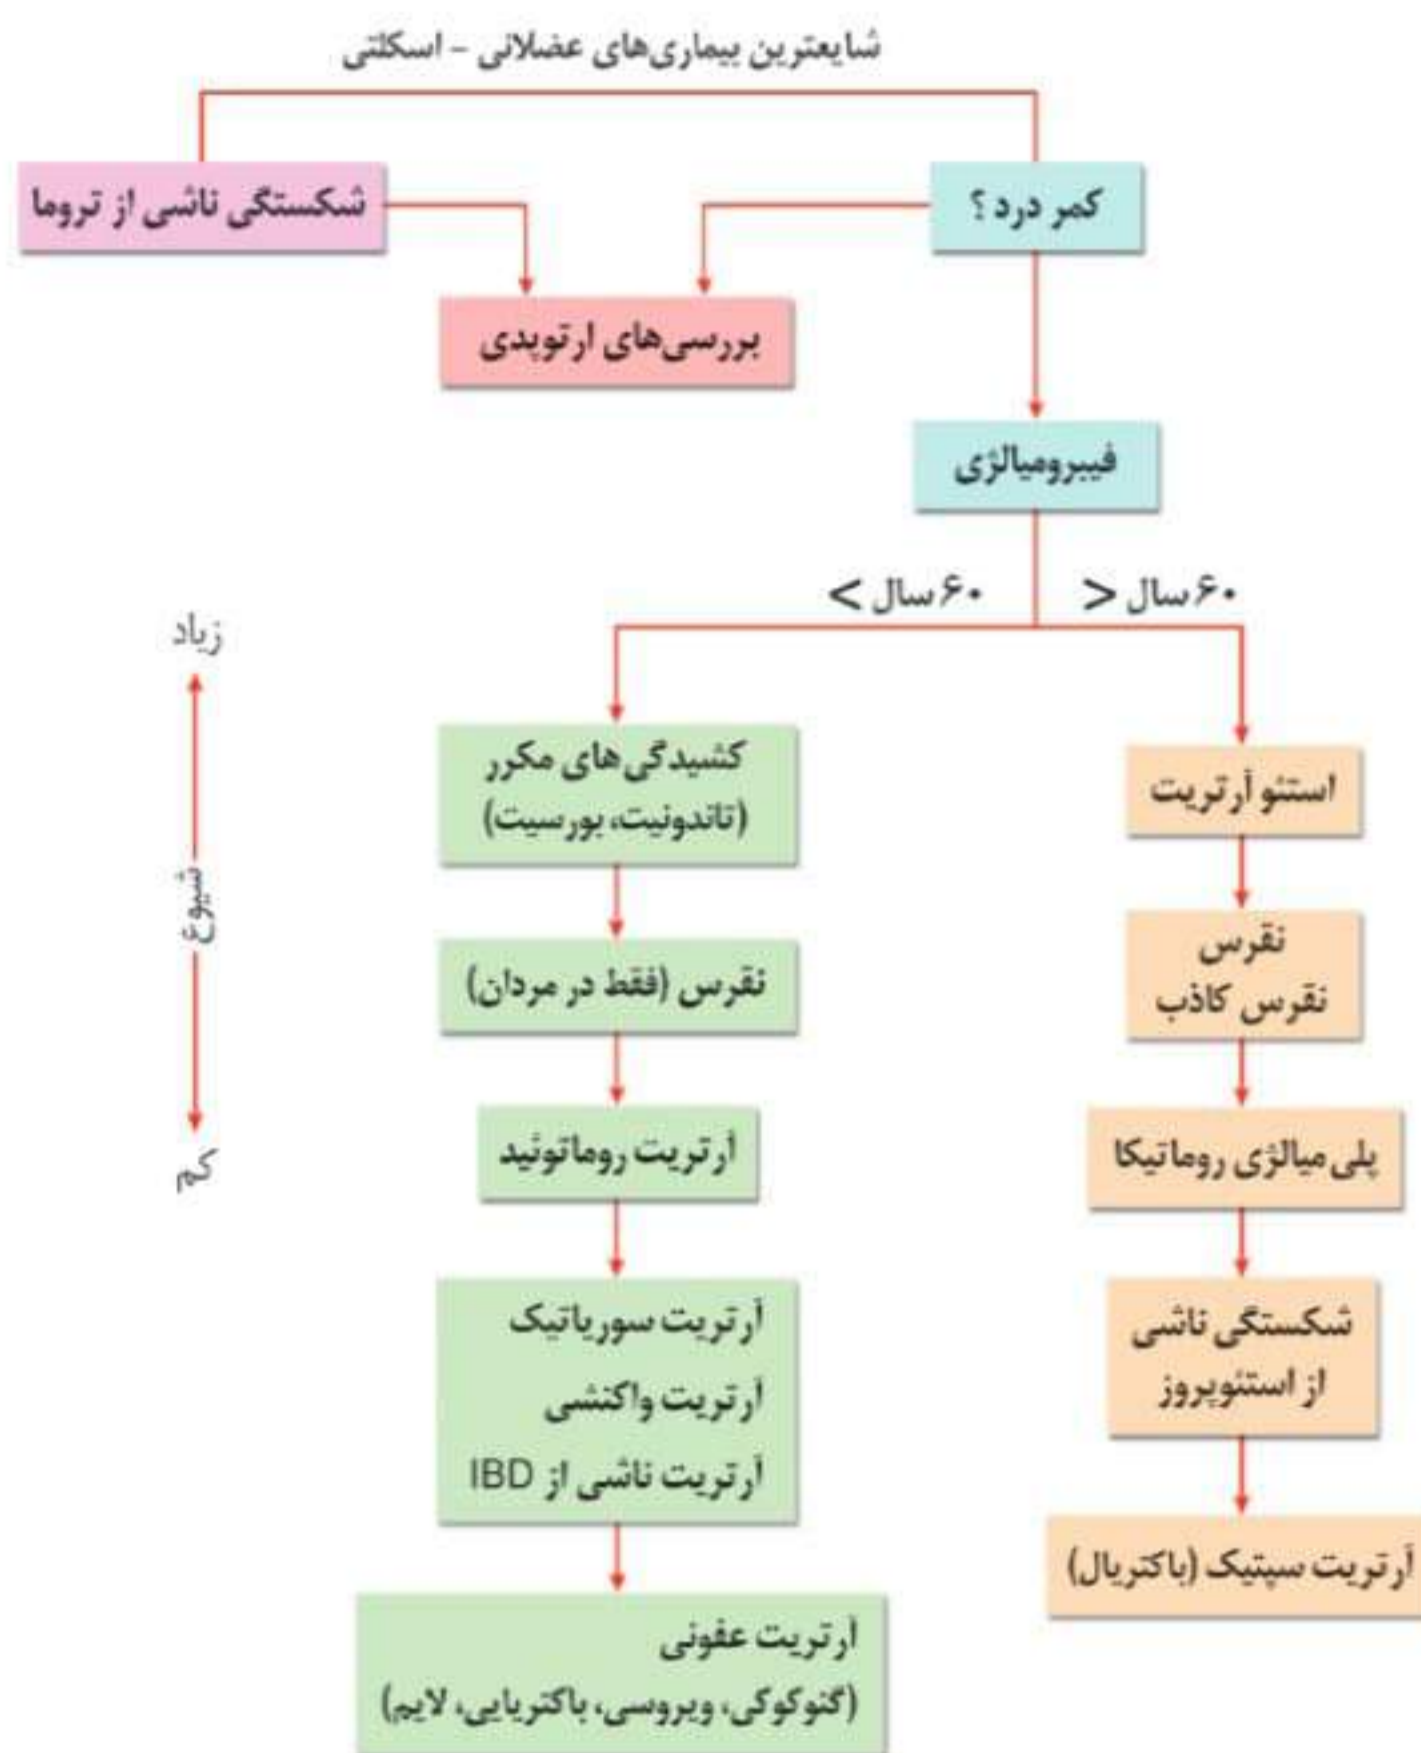 شایعترین بیماری‌های عضلانی – اسکلتی
کمر درد ؟
شکستگی ناشی از تروما
بررسی‌های ارتوپدی
فیبرومیالژی
۶۰ سال <
۶۰ سال >
استئو آرتریت
نقرس
نقرس کاذب
پلی میالژی روماتیکا
شکستگی ناشی
از استئوپروز
آرتریت سپتیک (باکتریال)
کشیدگی‌های مکرر
(تاندونیت، بورسیت)
نقرس (فقط در مردان)
آرتریت روماتوئید
آرتریت سوریاتیک
آرتریت واکنشی
آرتریت ناشی از IBD
آرتریت عفونی
(گنوکوکی، ویروسی، باکتریایی، لایم)
زیاد
شیوع
کم